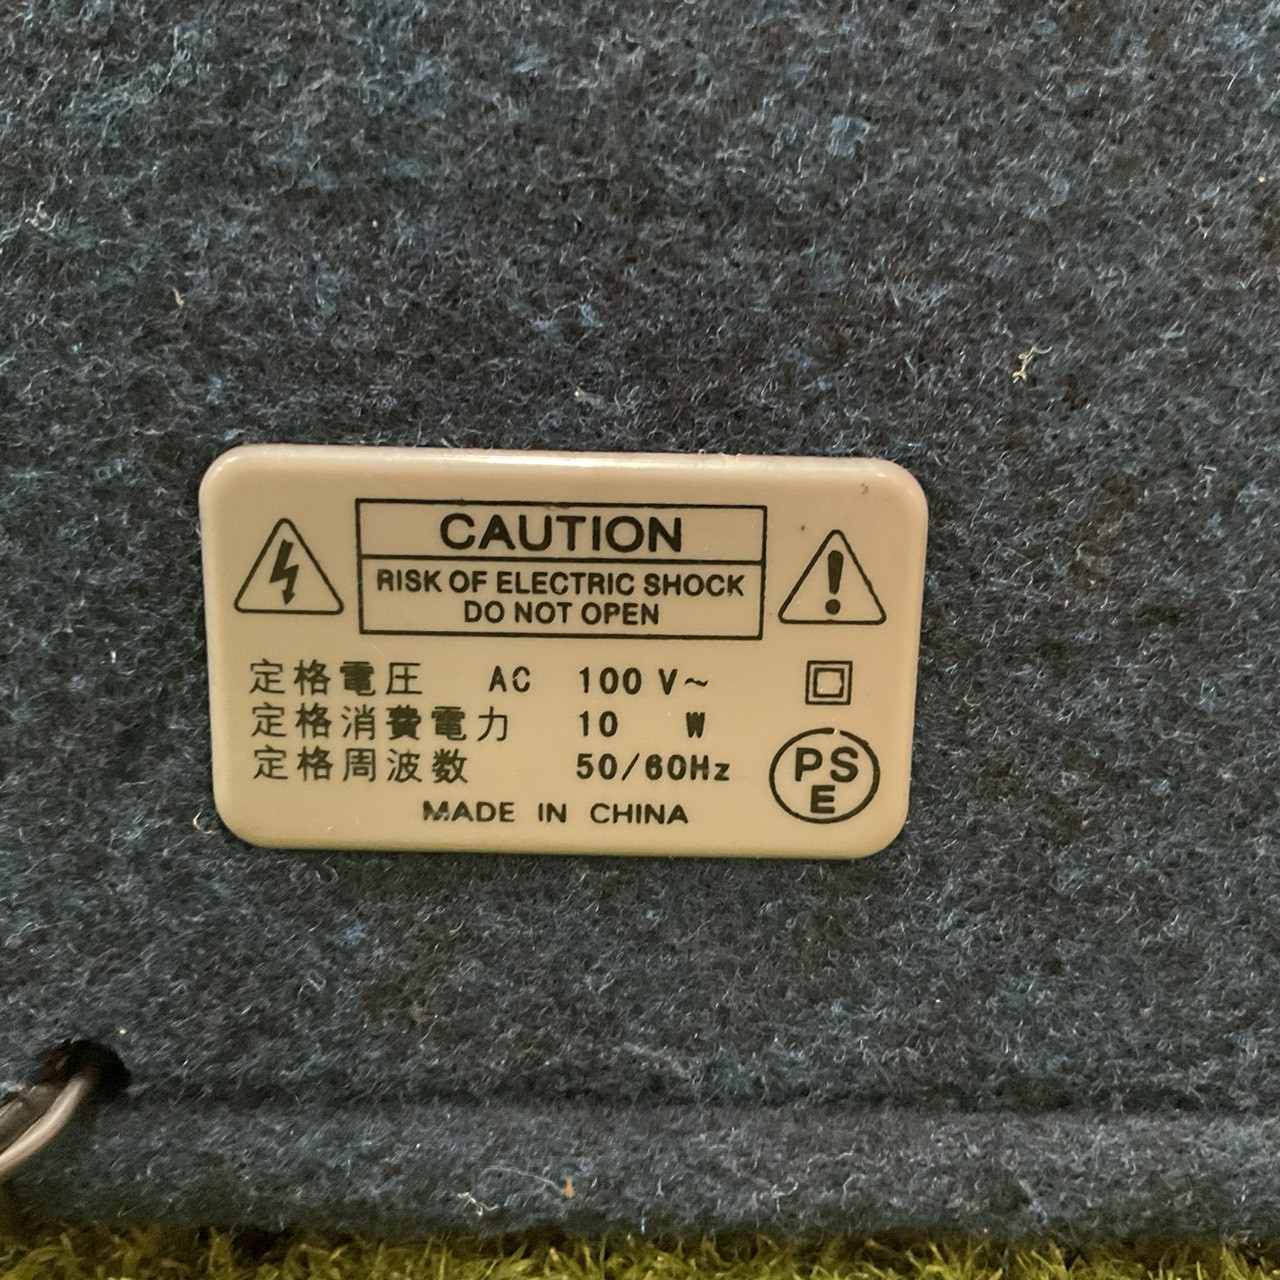 CAUTION
RISK OF ELECTRIC SHOCK
DO NOT OPEN
定格電圧 AC 100 V~
定格消費電力 10 W
定格周波数 50/60Hz
PS
E
MADE IN CHINA